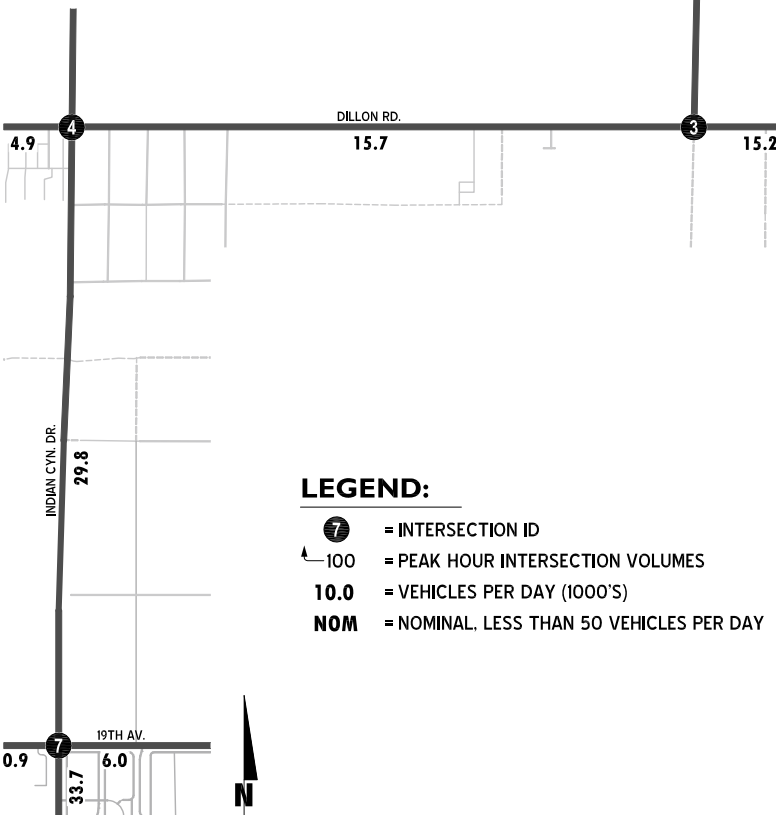 DILLON RD.
4
3
4.9
15.7
15.2
INDIAN CYN. DR.
29.8
LEGEND:
7 = INTERSECTION ID
100 = PEAK HOUR INTERSECTION VOLUMES
10.0 = VEHICLES PER DAY (1000'S)
NOM = NOMINAL, LESS THAN 50 VEHICLES PER DAY
19TH AV.
7
0.9
6.0
33.7
N